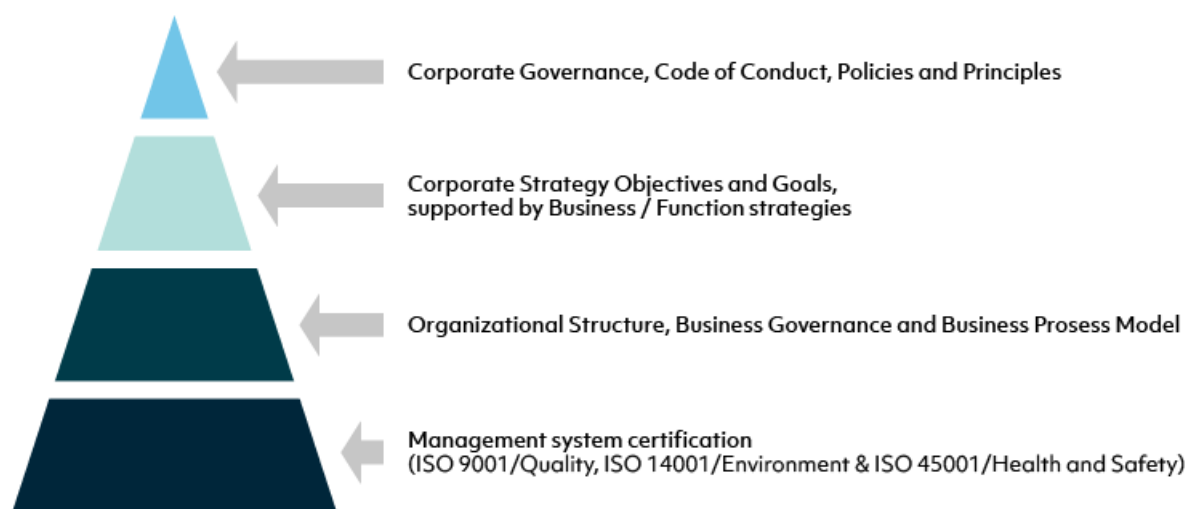 Corporate Governance, Code of Conduct, Policies and Principles
Corporate Strategy Objectives and Goals,
supported by Business / Function strategies
Organizational Structure, Business Governance and Business Prosess Model
Management system certification
(ISO 9001/Quality, ISO 14001/Environment & ISO 45001/Health and Safety)